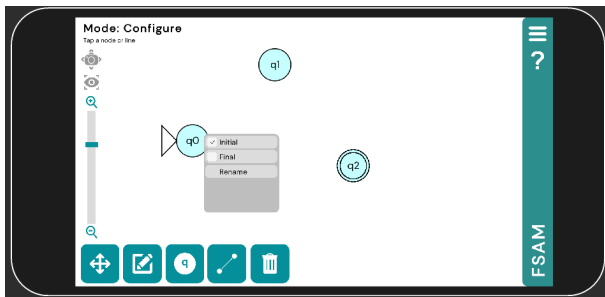 Mode: Configure
Tap a node or line
q1
q0
Initial
Final
Rename
q2
q
?
FSAM